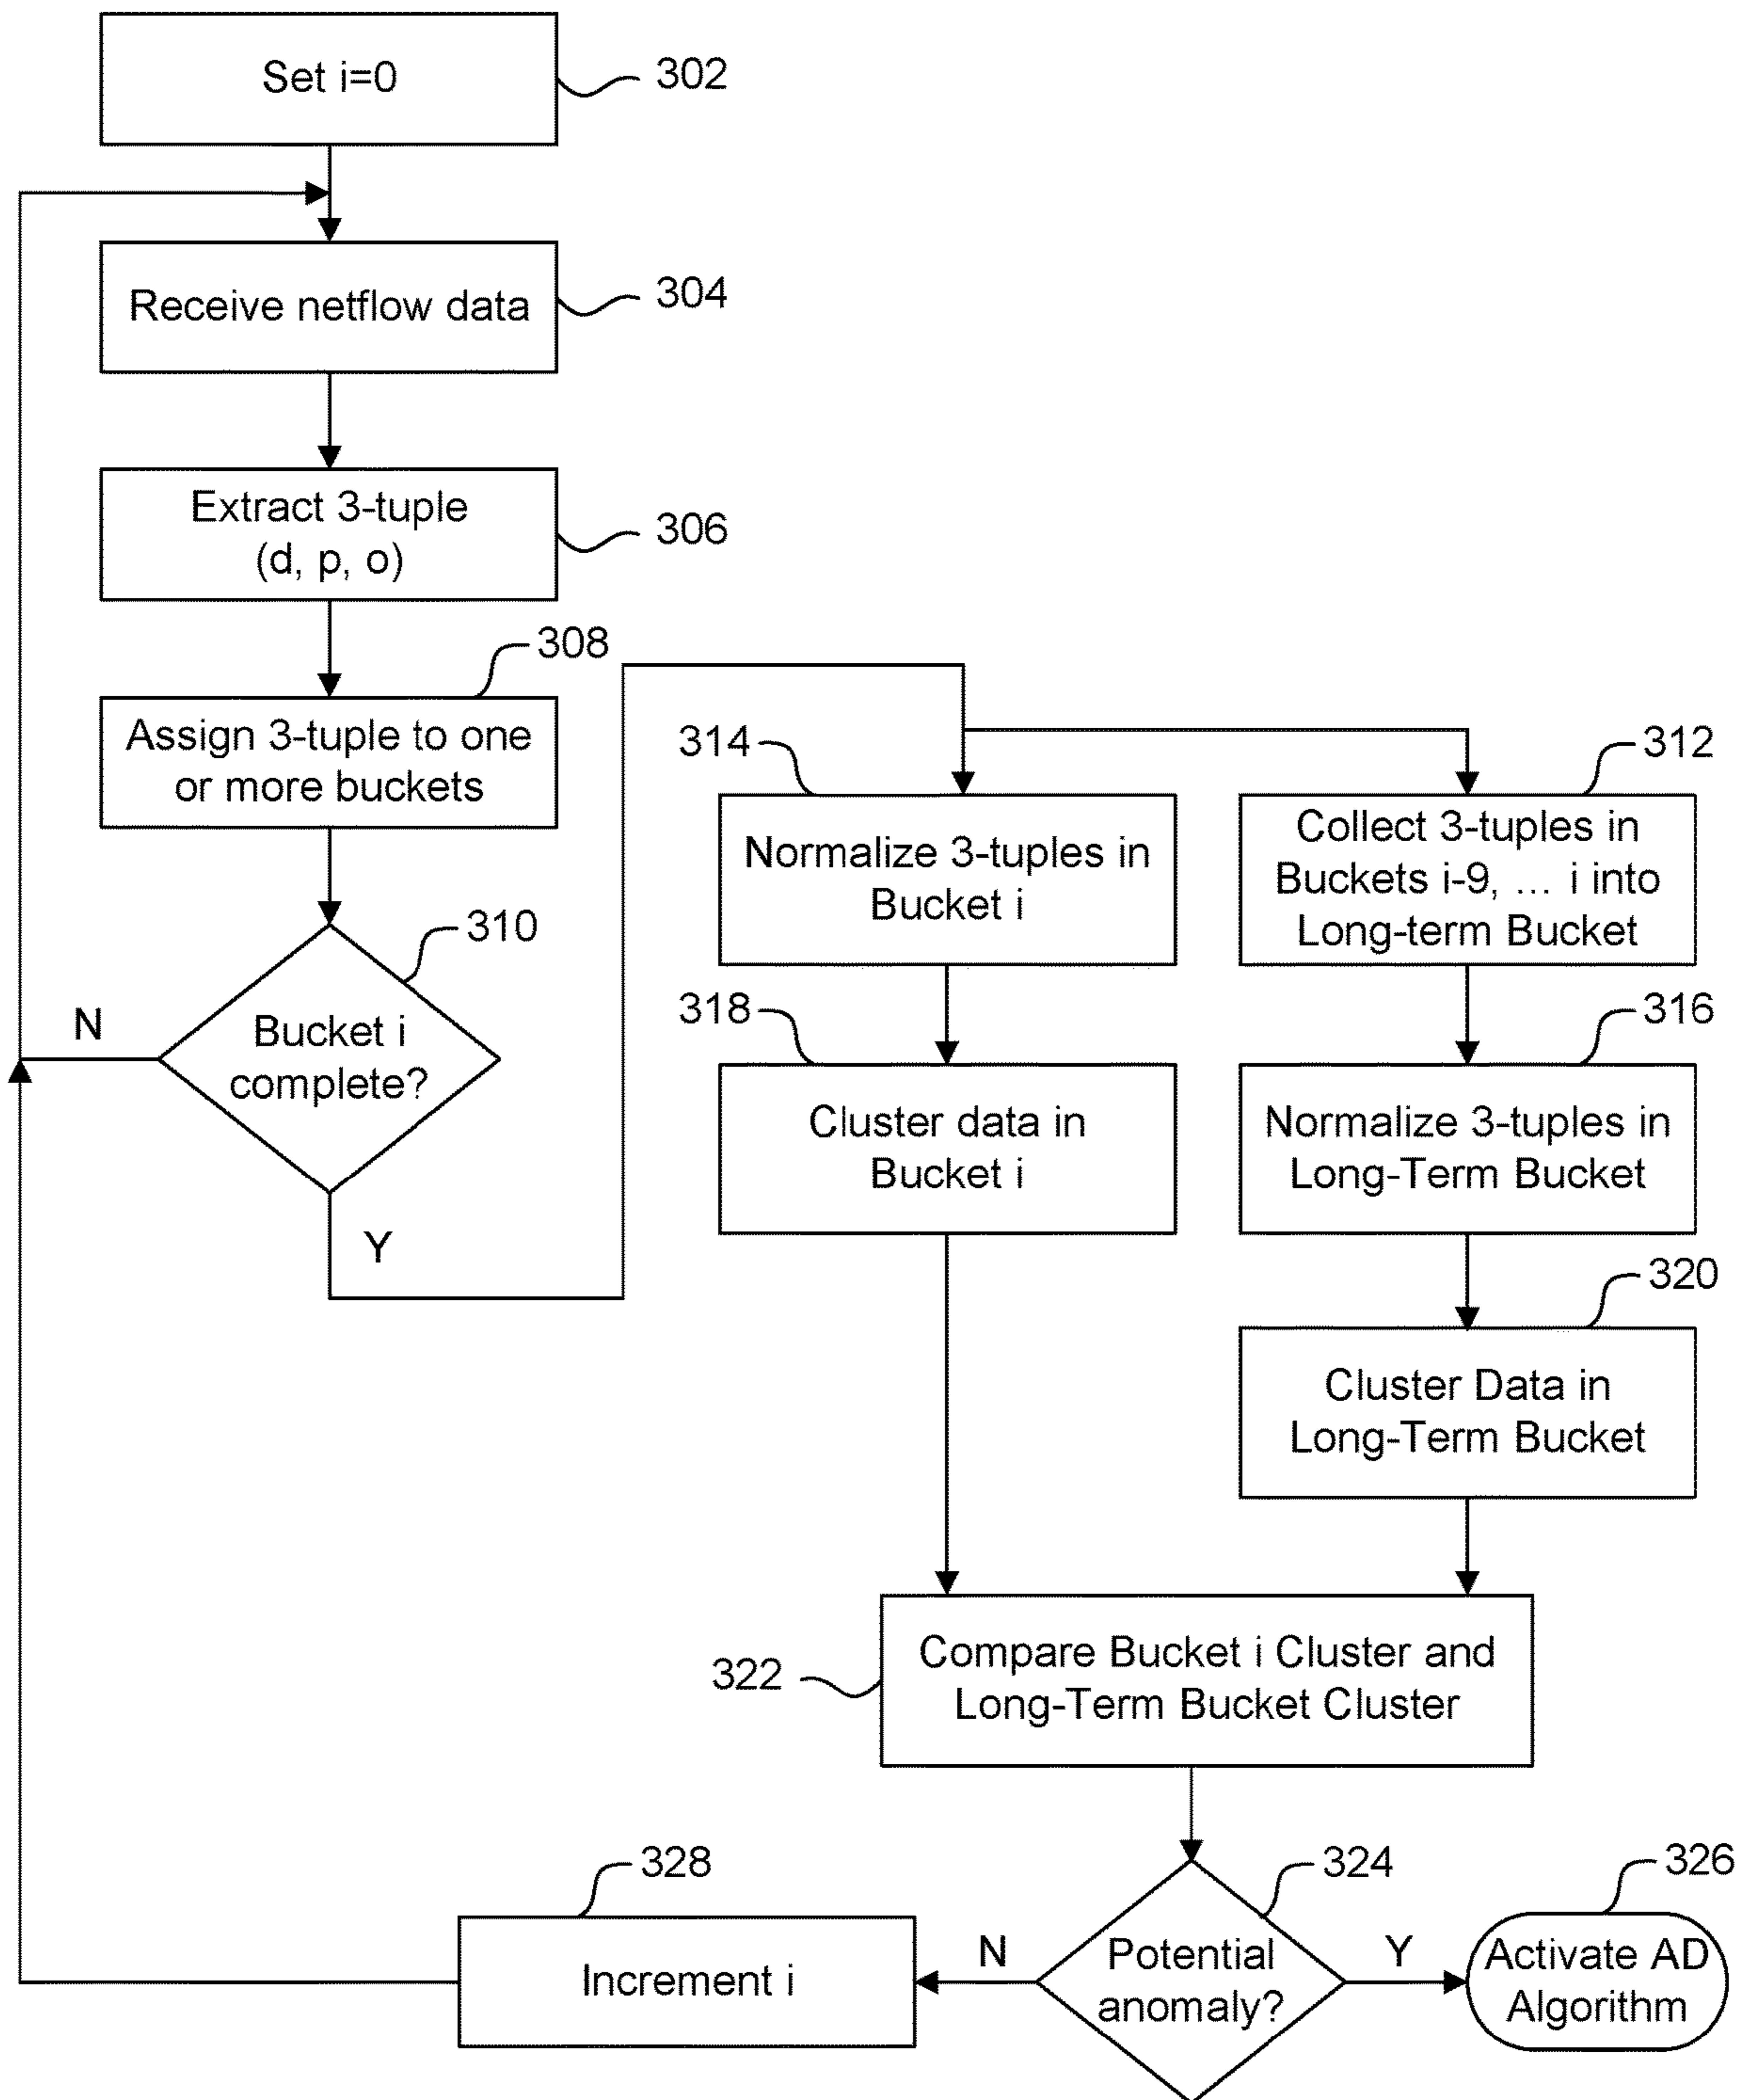 Set i=0
302
Receive netflow data
304
Extract 3-tuple
(d, p, o)
306
308
Assign 3-tuple to one
or more buckets
310
Bucket i
complete?
N
Y
314
Normalize 3-tuples in
Bucket i
312
Collect 3-tuples in
Buckets i-9, ... i into
Long-term Bucket
318
Cluster data in
Bucket i
316
Normalize 3-tuples in
Long-Term Bucket
320
Cluster Data in
Long-Term Bucket
322
Compare Bucket i Cluster and
Long-Term Bucket Cluster
324
Potential
anomaly?
N
Y
328
Increment i
326
Activate AD
Algorithm